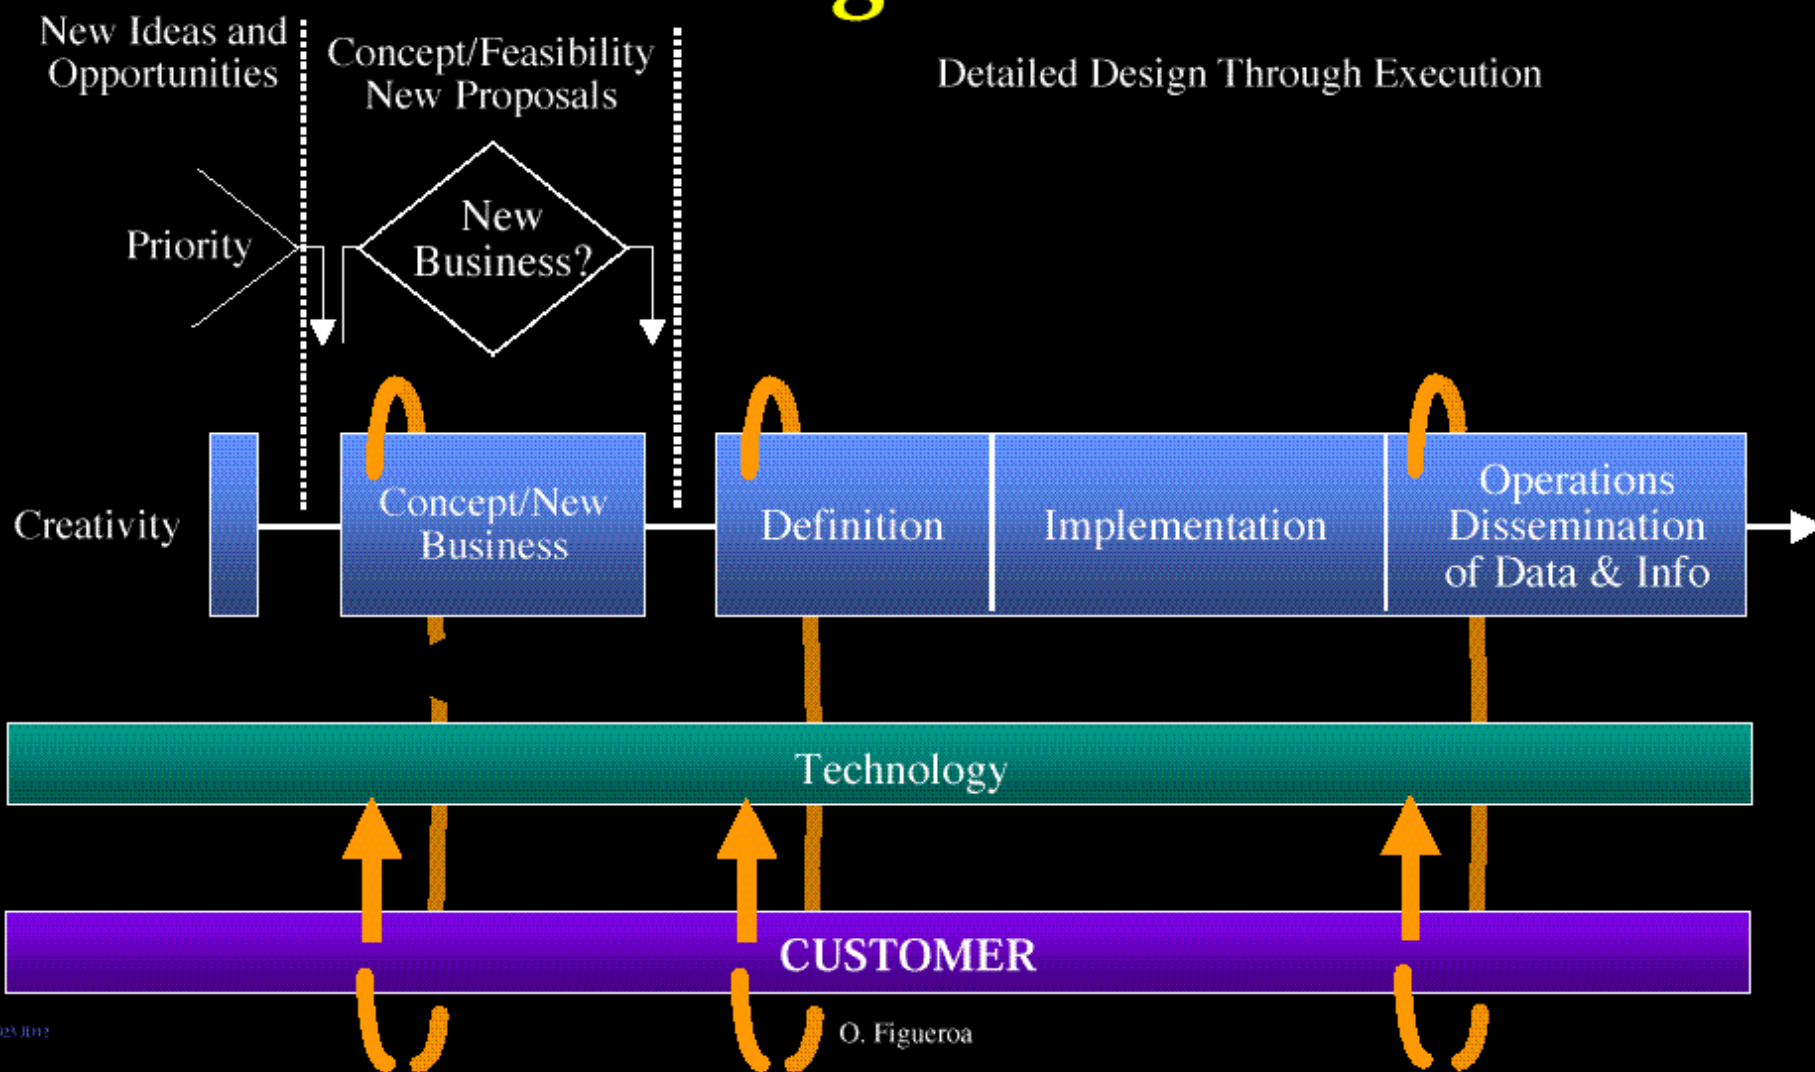 New Ideas and
Opportunities
Concept/Feasibility
New Proposals
Detailed Design Through Execution
Priority
New
Business?
Creativity
Concept/New
Business
Definition
Implementation
Operations
Dissemination
of Data & Info
Technology
CUSTOMER
O. Figueroa